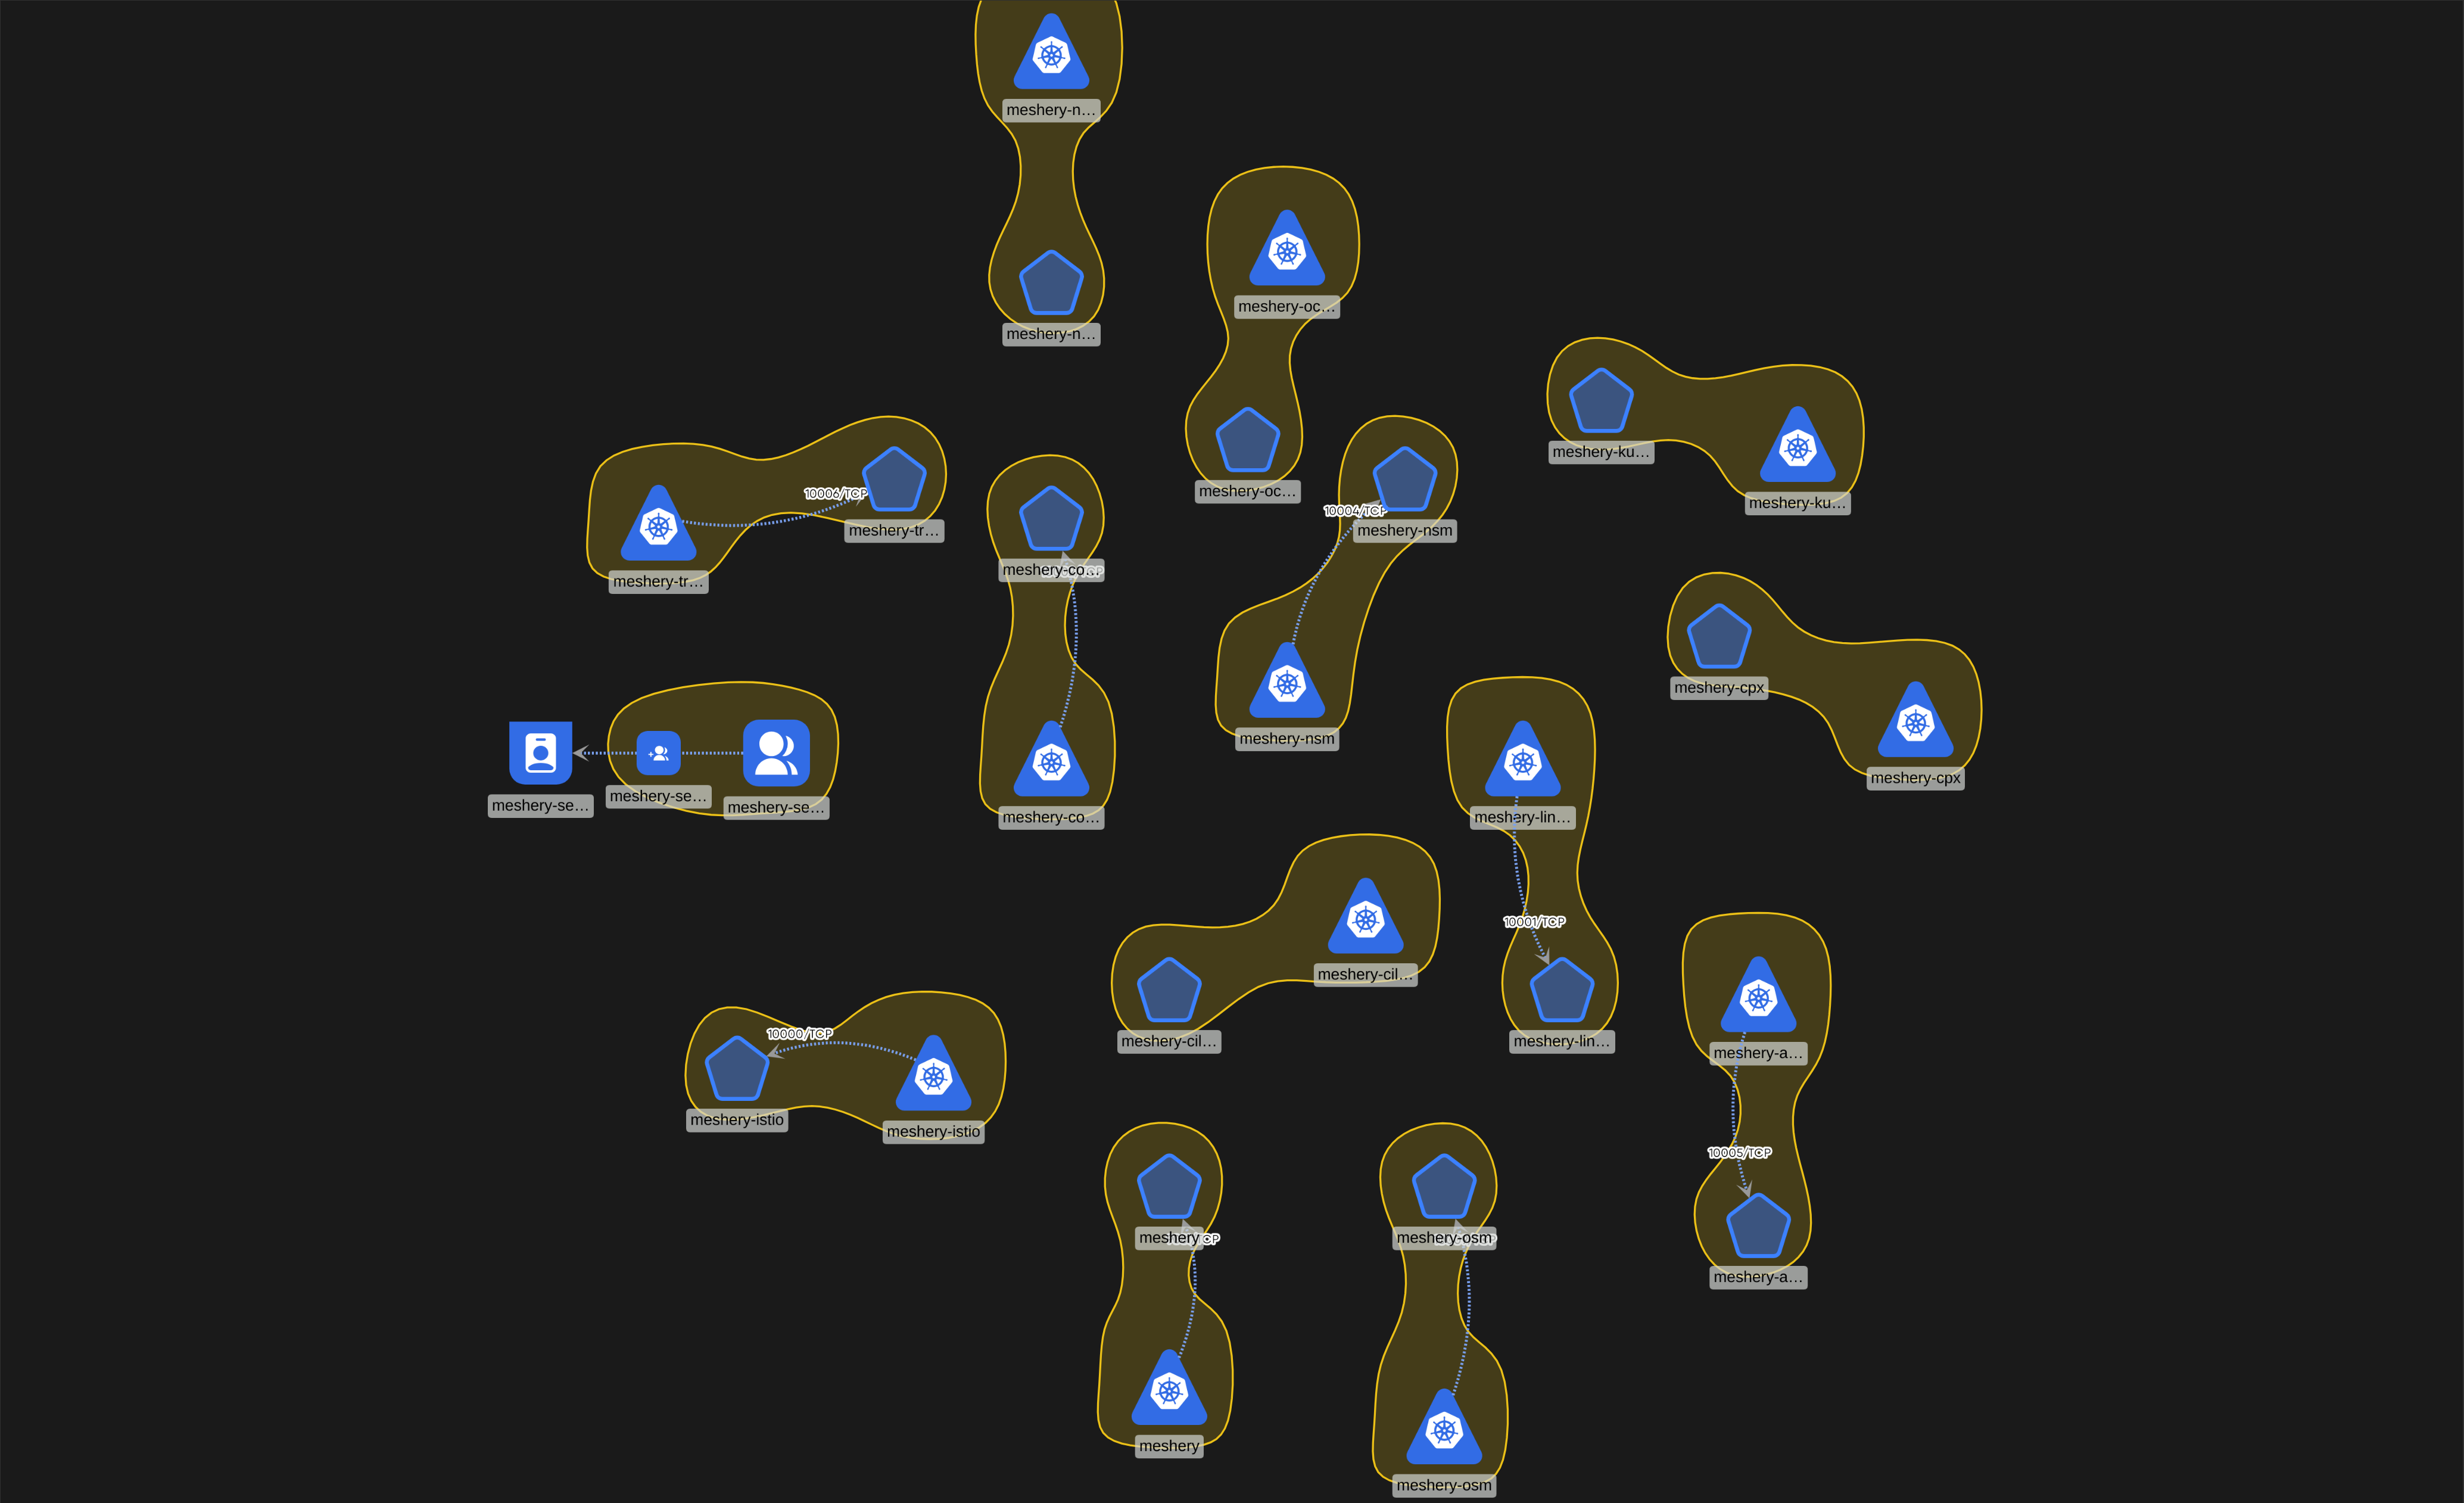 meshery-n…
meshery-n…
meshery-oc…
meshery-oc…
meshery-ku…
meshery-ku…
10006/TCP
meshery-tr…
meshery-tr…
10004/TCP
meshery-nsm
meshery-nsm
meshery-co…
meshery-co…
meshery-cpx
meshery-cpx
meshery-se…
meshery-se…
meshery-se…
meshery-lin…
10001/TCP
meshery-lin…
meshery-cil…
meshery-cil…
10000/TCP
meshery-istio
meshery-istio
meshery-a…
10005/TCP
meshery-a…
meshery
meshery
meshery-osm
meshery-osm